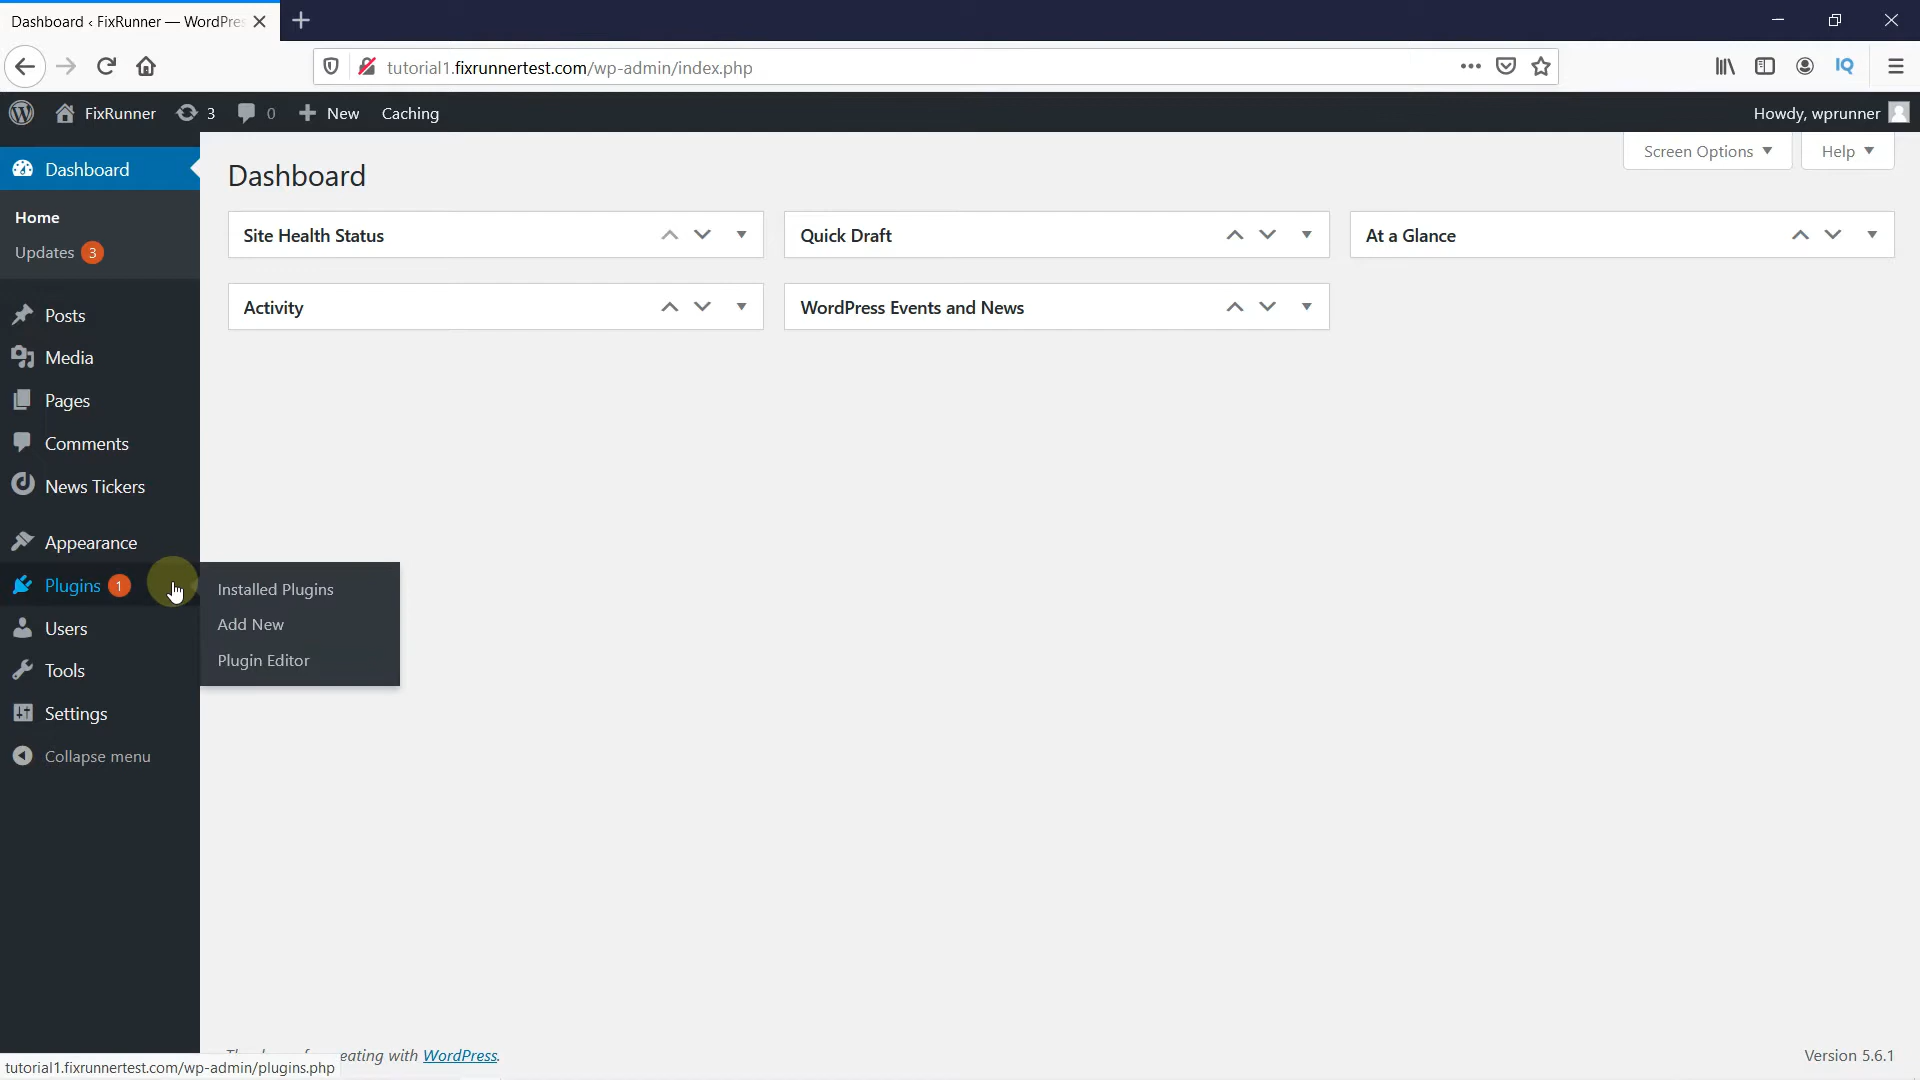 Dashboard ‹ FixRunner — WordPres
tutorial1.fixrunnertest.com/wp-admin/index.php
IQ
FixRunner 3 0 New Caching Howdy, wprunner
Screen Options Help
Dashboard
Home
Updates 3
Posts
Media
Pages
Comments
News Tickers
Appearance
Plugins 1
Users
Tools
Settings
Collapse menu
Installed Plugins
Add New
Plugin Editor
Dashboard
Site Health Status
Quick Draft
At a Glance
Activity
WordPress Events and News
eating with WordPress.
Version 5.6.1
tutorial1.fixrunnertest.com/wp-admin/plugins.php